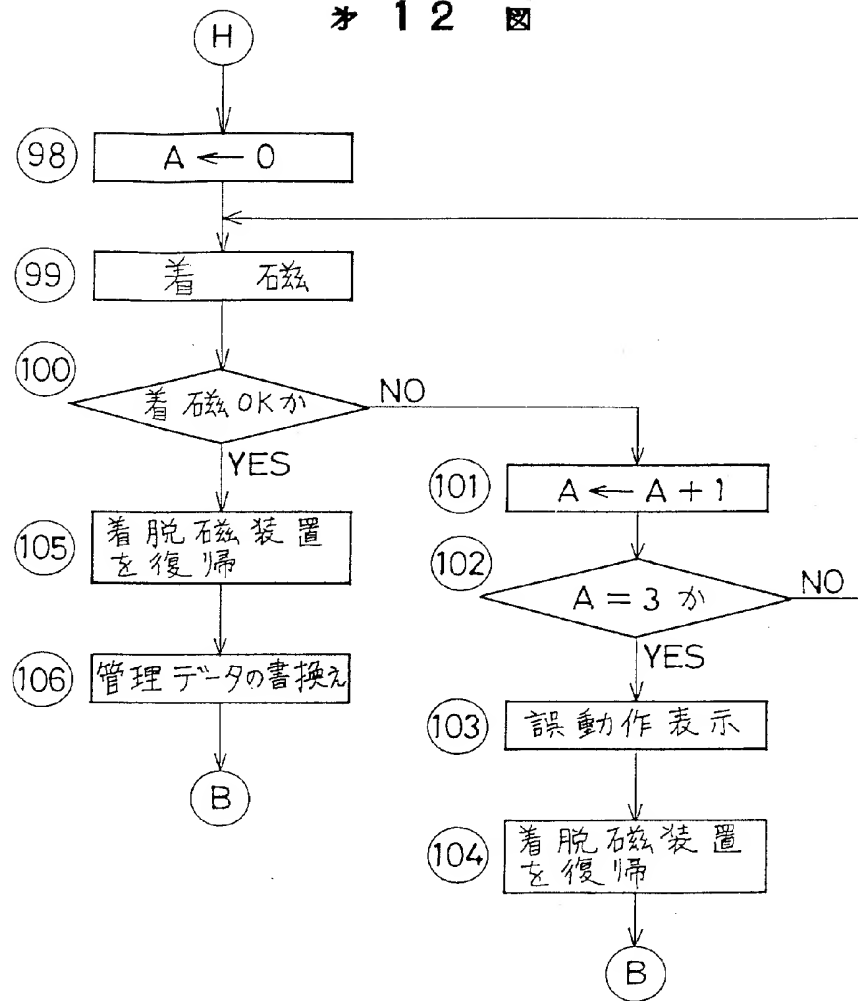 第12図
H
98
A ← 0
99
着磁
100
着磁OKか
NO
YES
101
A ← A + 1
102
A = 3 か
NO
YES
103
誤動作表示
104
着脱磁装置
を復帰
B
105
着脱磁装置
を復帰
106
管理データの書換え
B